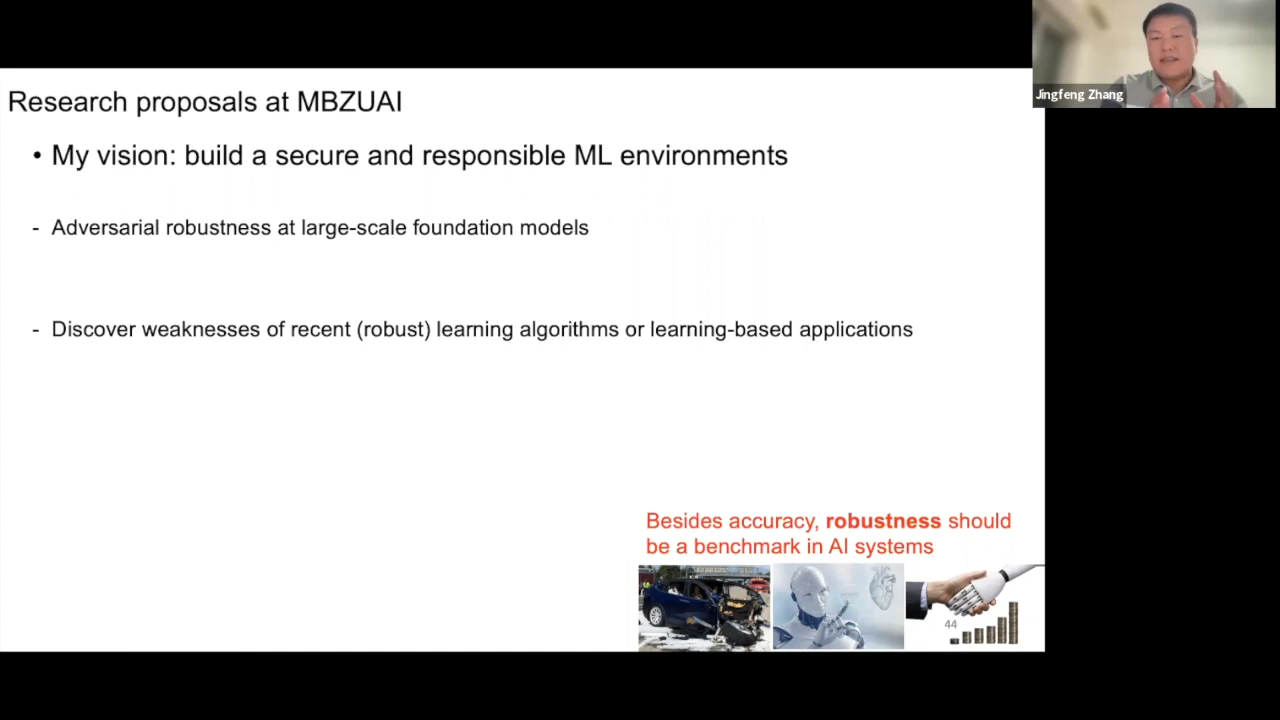 Jingfeng Zhang
Research proposals at MBZUAI
• My vision: build a secure and responsible ML environments
- Adversarial robustness at large-scale foundation models
- Discover weaknesses of recent (robust) learning algorithms or learning-based applications
Besides accuracy, robustness should
be a benchmark in AI systems
44